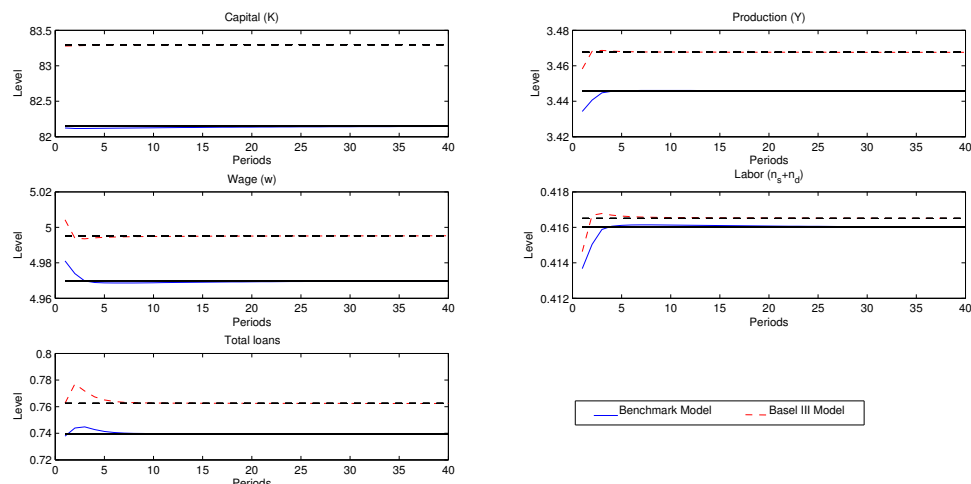 Capital (K)
83.5
83
82.5
82
Level
0 5 10 15 20 25 30 35 40
Periods
Production (Y)
3.48
3.46
3.44
3.42
Level
0 5 10 15 20 25 30 35 40
Periods
Wage (w)
5.02
5
4.98
4.96
Level
0 5 10 15 20 25 30 35 40
Periods
Labor (n_s+n_d)
0.418
0.416
0.414
0.412
Level
0 5 10 15 20 25 30 35 40
Periods
Total loans
0.8
0.78
0.76
0.74
0.72
Level
0 5 10 15 20 25 30 35 40
Periods
Benchmark Model Basel III Model